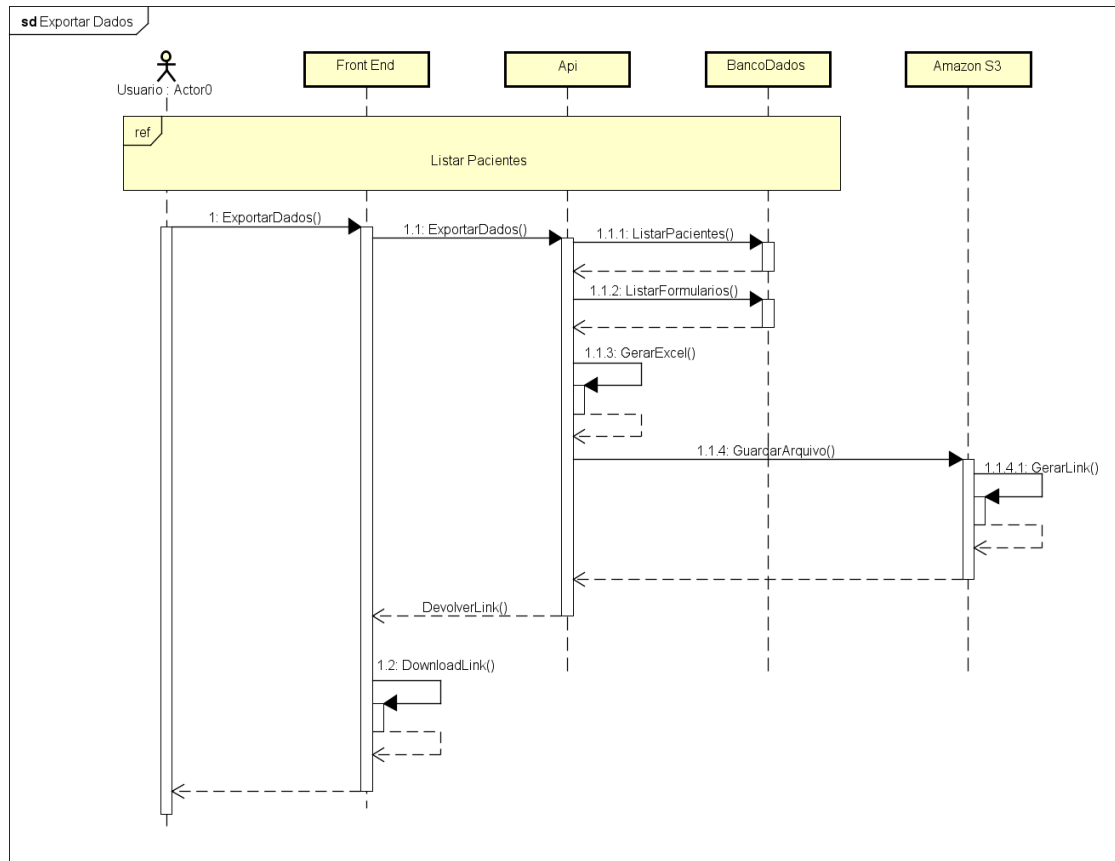 sd Exportar Dados
Usuario : Actor0
Front End
Api
BancoDados
Amazon S3
ref
Listar Pacientes
1: ExportarDados()
1.1: ExportarDados()
1.1.1: ListarPacientes()
1.1.2: ListarFormularios()
1.1.3: GerarExcel()
1.1.4: GuardarArquivo()
1.1.4.1: GerarLink()
DevolverLink()
1.2: DownloadLink()